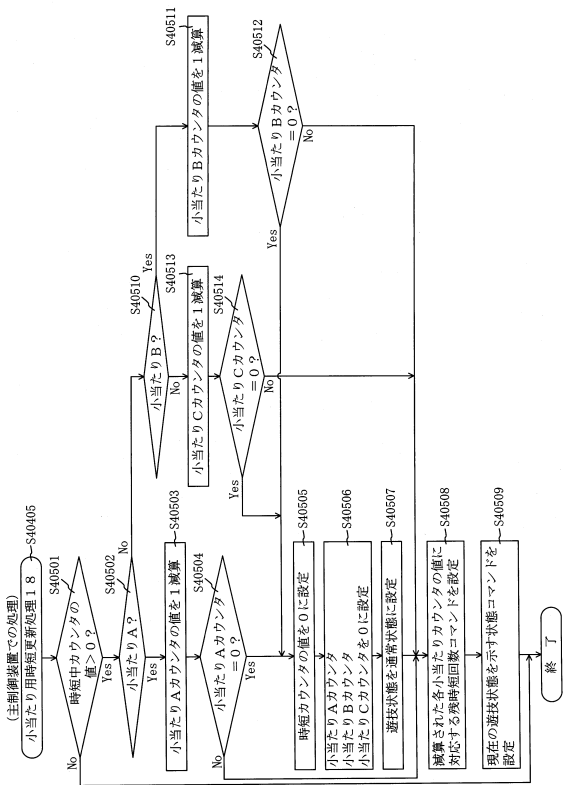 (主制御装置での処理)
小当たり用時短更新処理18
S40405
S40501
時短中カウンタの
値>0?
No
Yes
S40502
小当たりA?
No
Yes
S40503
小当たりAカウンタの値を1減算
S40504
小当たりAカウンタ
=0?
No
Yes
S40505
時短カウンタの値を0に設定
S40506
小当たりAカウンタ
小当たりBカウンタ
小当たりCカウンタを0に設定
S40507
遊技状態を通常状態に設定
S40508
減算された各小当たりカウンタの値に
対応する残時短回数コマンドを設定
S40509
現在の遊技状態を示す状態コマンドを
設定
終了
S40510
小当たりB?
Yes
No
S40513
小当たりCカウンタの値を1減算
S40514
小当たりCカウンタ
=0?
Yes
No
S40511
小当たりBカウンタの値を1減算
S40512
小当たりBカウンタ
=0?
Yes
No